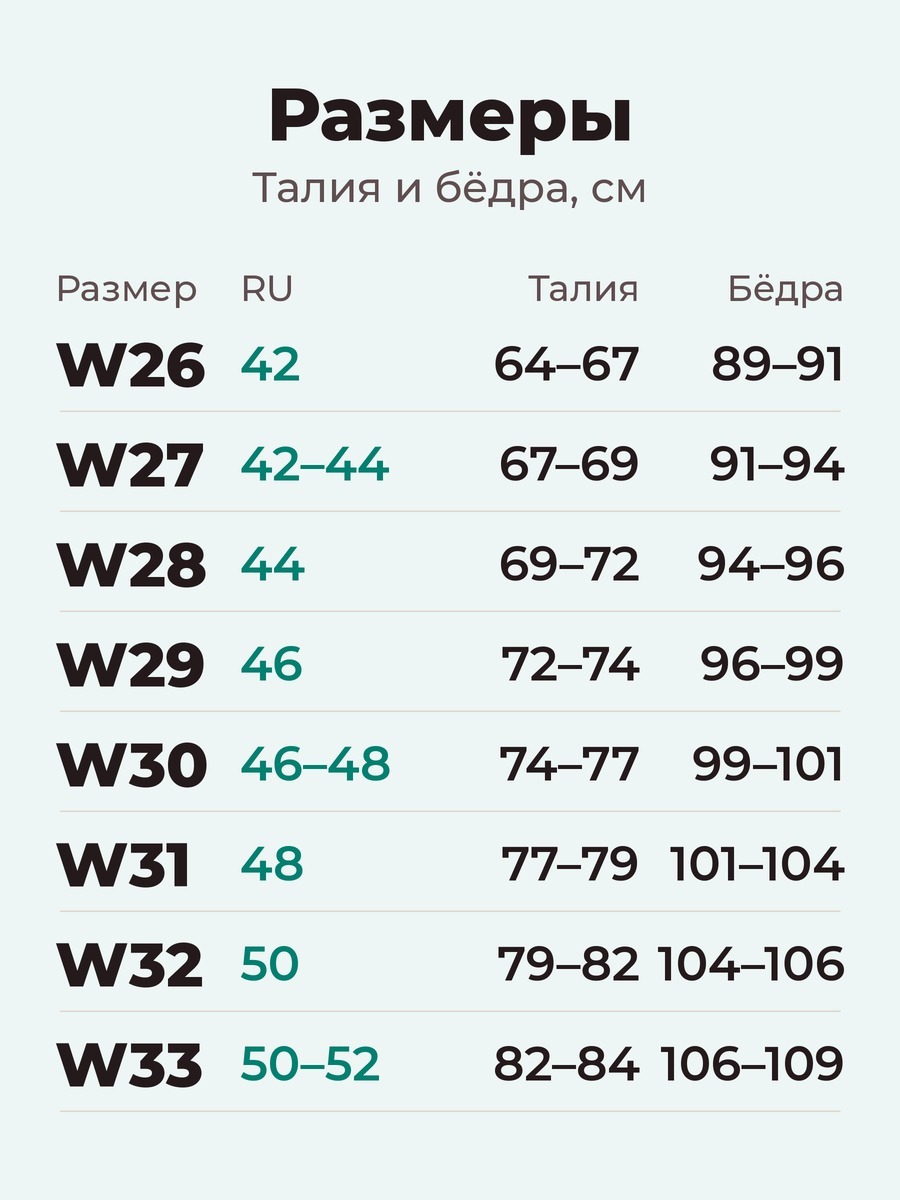 Размеры
Талия и бёдра, см
Размер RU Талия Бёдра
W26 42 64–67 89–91
W27 42–44 67–69 91–94
W28 44 69–72 94–96
W29 46 72–74 96–99
W30 46–48 74–77 99–101
W31 48 77–79 101–104
W32 50 79–82 104–106
W33 50–52 82–84 106–109